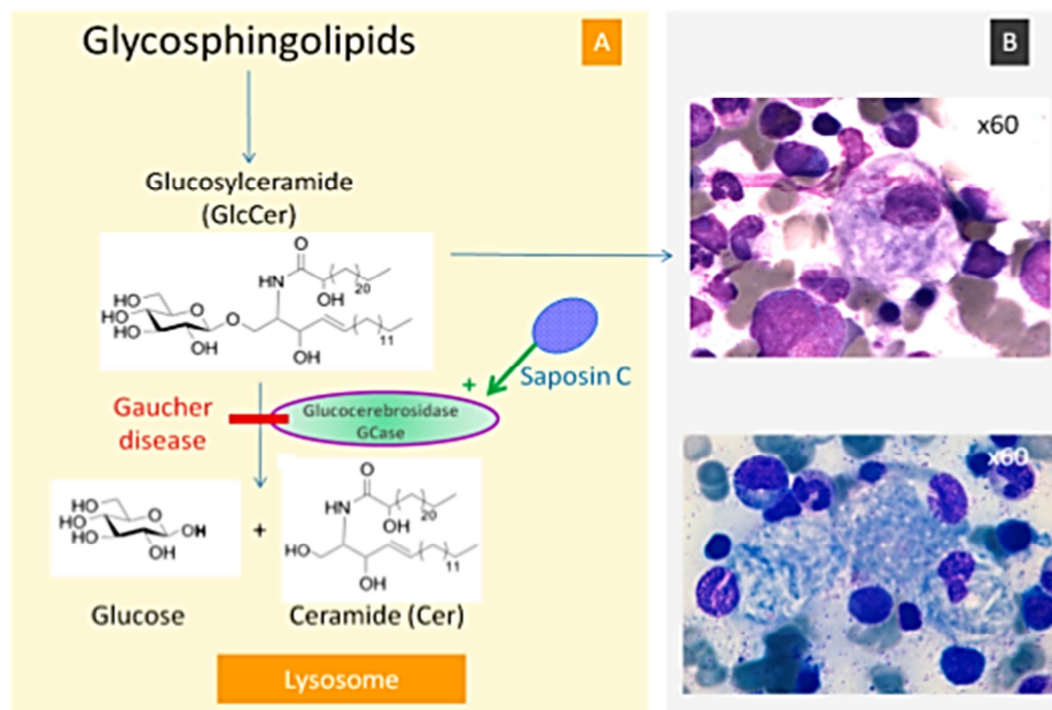 Glycosphingolipids
A
Glucosylceramide
(GlcCer)
O
HN
20
OH
HO
HO
HO
O
O
OH
OH
11
Saposin C
+
Gaucher
disease
Glucocerebrosidase
GCase
HO
HO
HO
O
OH
OH
+
O
HN
20
OH
HO
11
OH
Glucose
Ceramide (Cer)
Lysosome
B
x60
x60